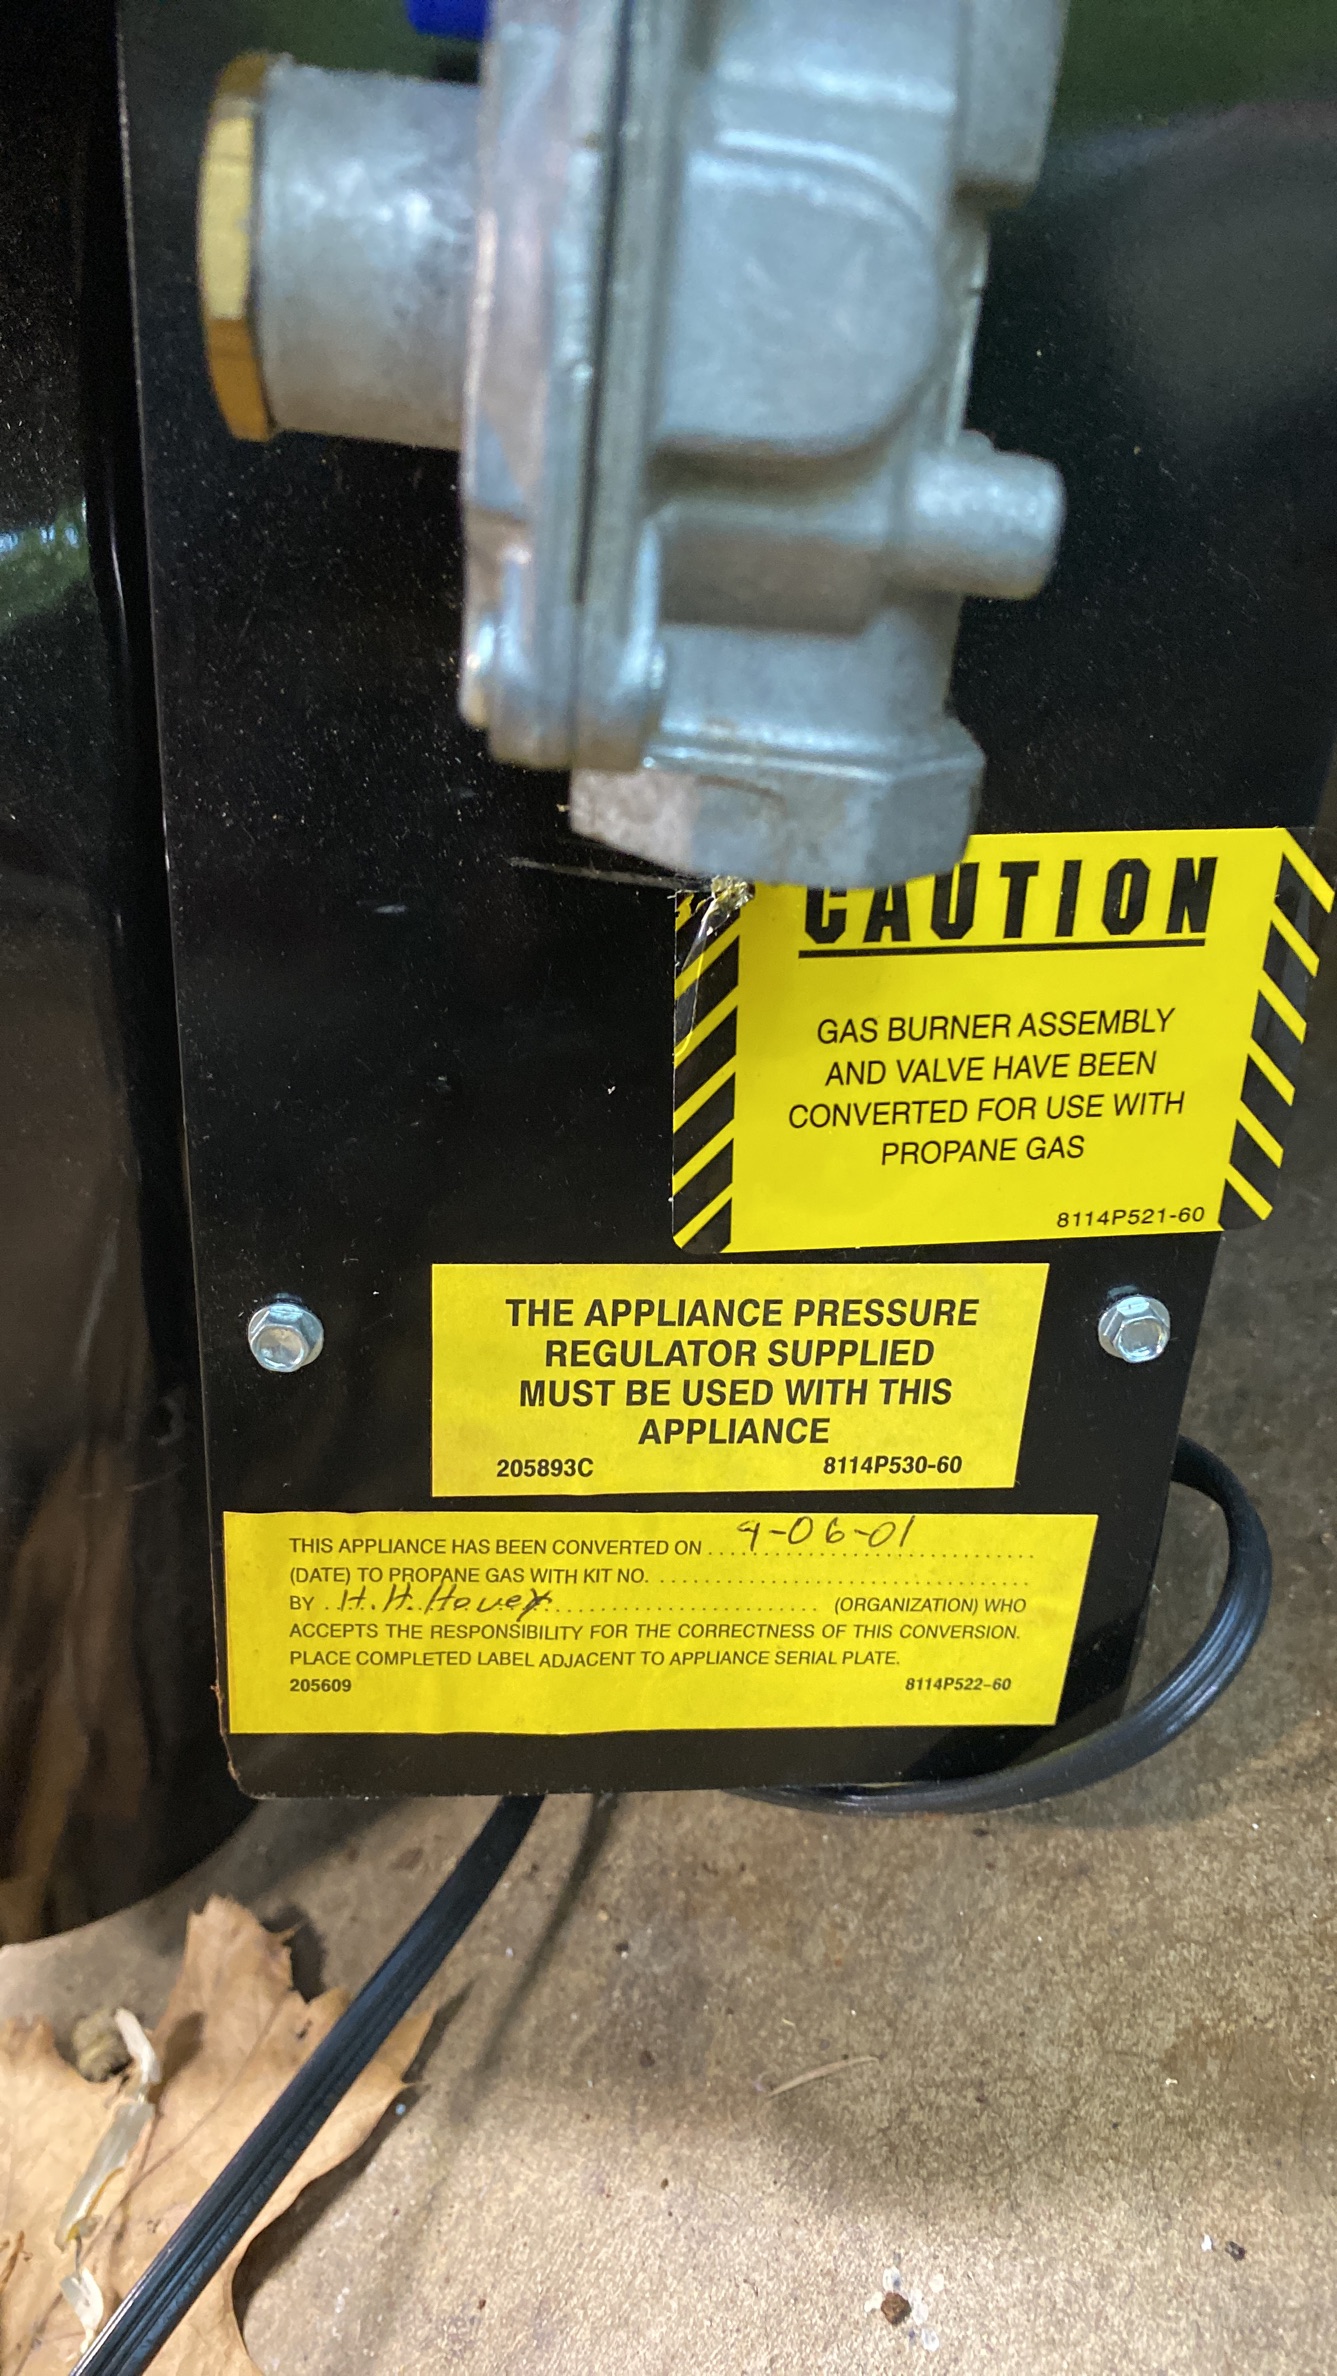 CAUTION
GAS BURNER ASSEMBLY
AND VALVE HAVE BEEN
CONVERTED FOR USE WITH
PROPANE GAS
8114P521-60
THE APPLIANCE PRESSURE
REGULATOR SUPPLIED
MUST BE USED WITH THIS
APPLIANCE
205893C 8114P530-60
THIS APPLIANCE HAS BEEN CONVERTED ON 9-06-01
(DATE) TO PROPANE GAS WITH KIT NO.
BY H.H. (ORGANIZATION) WHO
ACCEPTS THE RESPONSIBILITY FOR THE CORRECTNESS OF THIS CONVERSION.
PLACE COMPLETED LABEL ADJACENT TO APPLIANCE SERIAL PLATE.
205609 8114P522-60